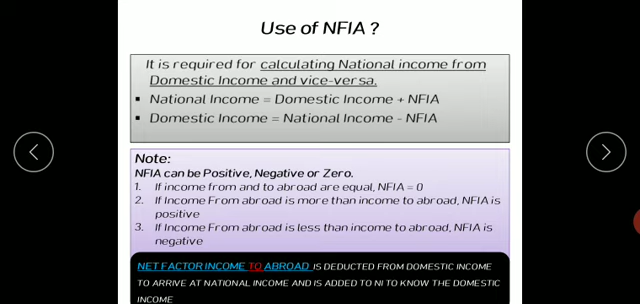 Use of NFIA ?
It is required for calculating National income from
Domestic Income and vice-versa.
▪ National Income = Domestic Income + NFIA
▪ Domestic Income = National Income - NFIA
Note:
NFIA can be Positive, Negative or Zero.
1. If income from and to abroad are equal, NFIA = 0
2. If Income From abroad is more than income to abroad, NFIA is
positive
3. If Income From abroad is less than income to abroad, NFIA is
negative
NET FACTOR INCOME TO ABROAD IS DEDUCTED FROM DOMESTIC INCOME
TO ARRIVE AT NATIONAL INCOME AND IS ADDED TO NI TO KNOW THE DOMESTIC
INCOME